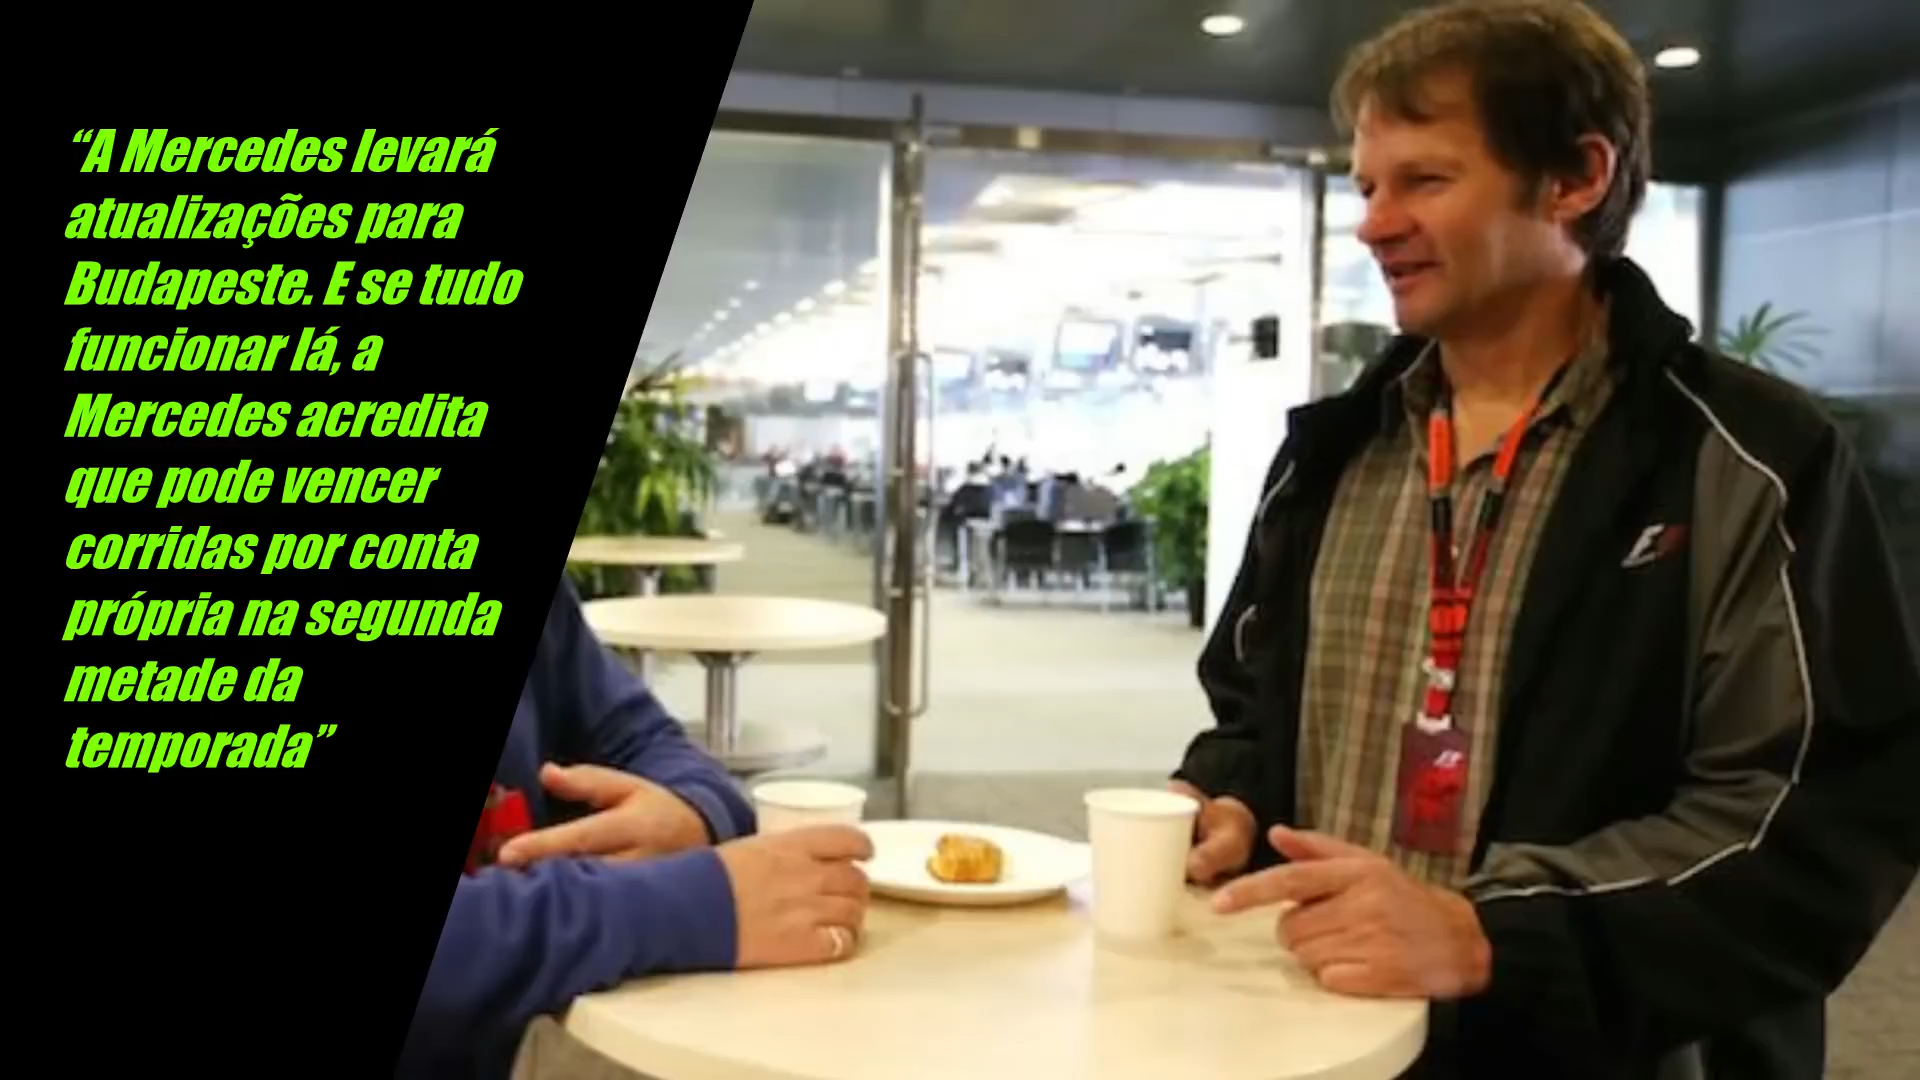 “A Mercedes levará
atualizações para
Budapeste. E se tudo
funcionar lá, a
Mercedes acredita
que pode vencer
corridas por conta
própria na segunda
metade da
temporada”